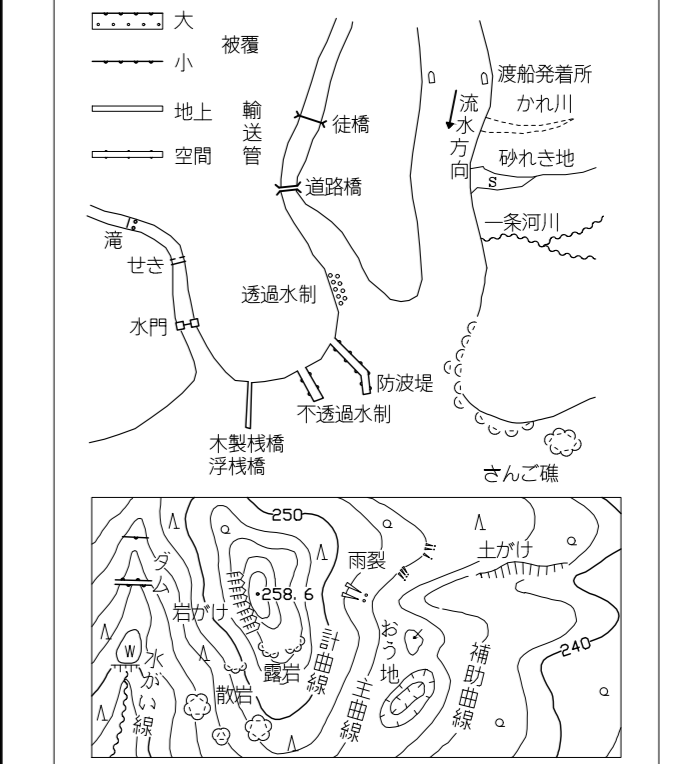 大
被覆
小
地上
空間
輸送管
徒橋
道路橋
渡船発着所
かれ川
流水方向
砂れき地
S
一条河川
滝
せき
水門
透過水制
防波堤
不透過水制
木製桟橋
浮桟橋
さんご礁
250
ダム
岩がけ
258.6
雨裂
土がけ
W
水がい線
散岩
露岩
計曲線
主曲線
おう地
補助曲線
240